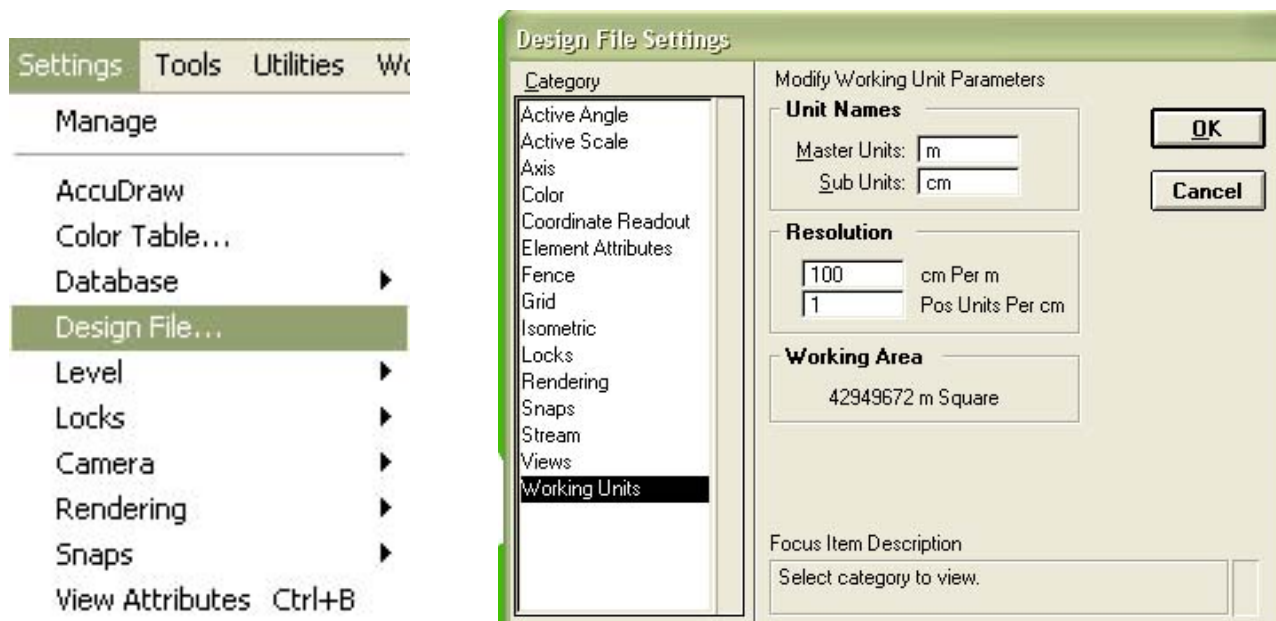 Settings Tools Utilities
Manage
AccuDraw
Color Table...
Database
Design File...
Level
Locks
Camera
Rendering
Snaps
View Attributes Ctrl+B
Design File Settings
Category
Active Angle
Active Scale
Axis
Color
Coordinate Readout
Element Attributes
Fence
Grid
Isometric
Locks
Rendering
Snaps
Stream
Views
Working Units
Modify Working Unit Parameters
Unit Names
Master Units: m
Sub Units: cm
Resolution
100 cm Per m
1 Pos Units Per cm
Working Area
42949672 m Square
Focus Item Description
Select category to view.
OK
Cancel